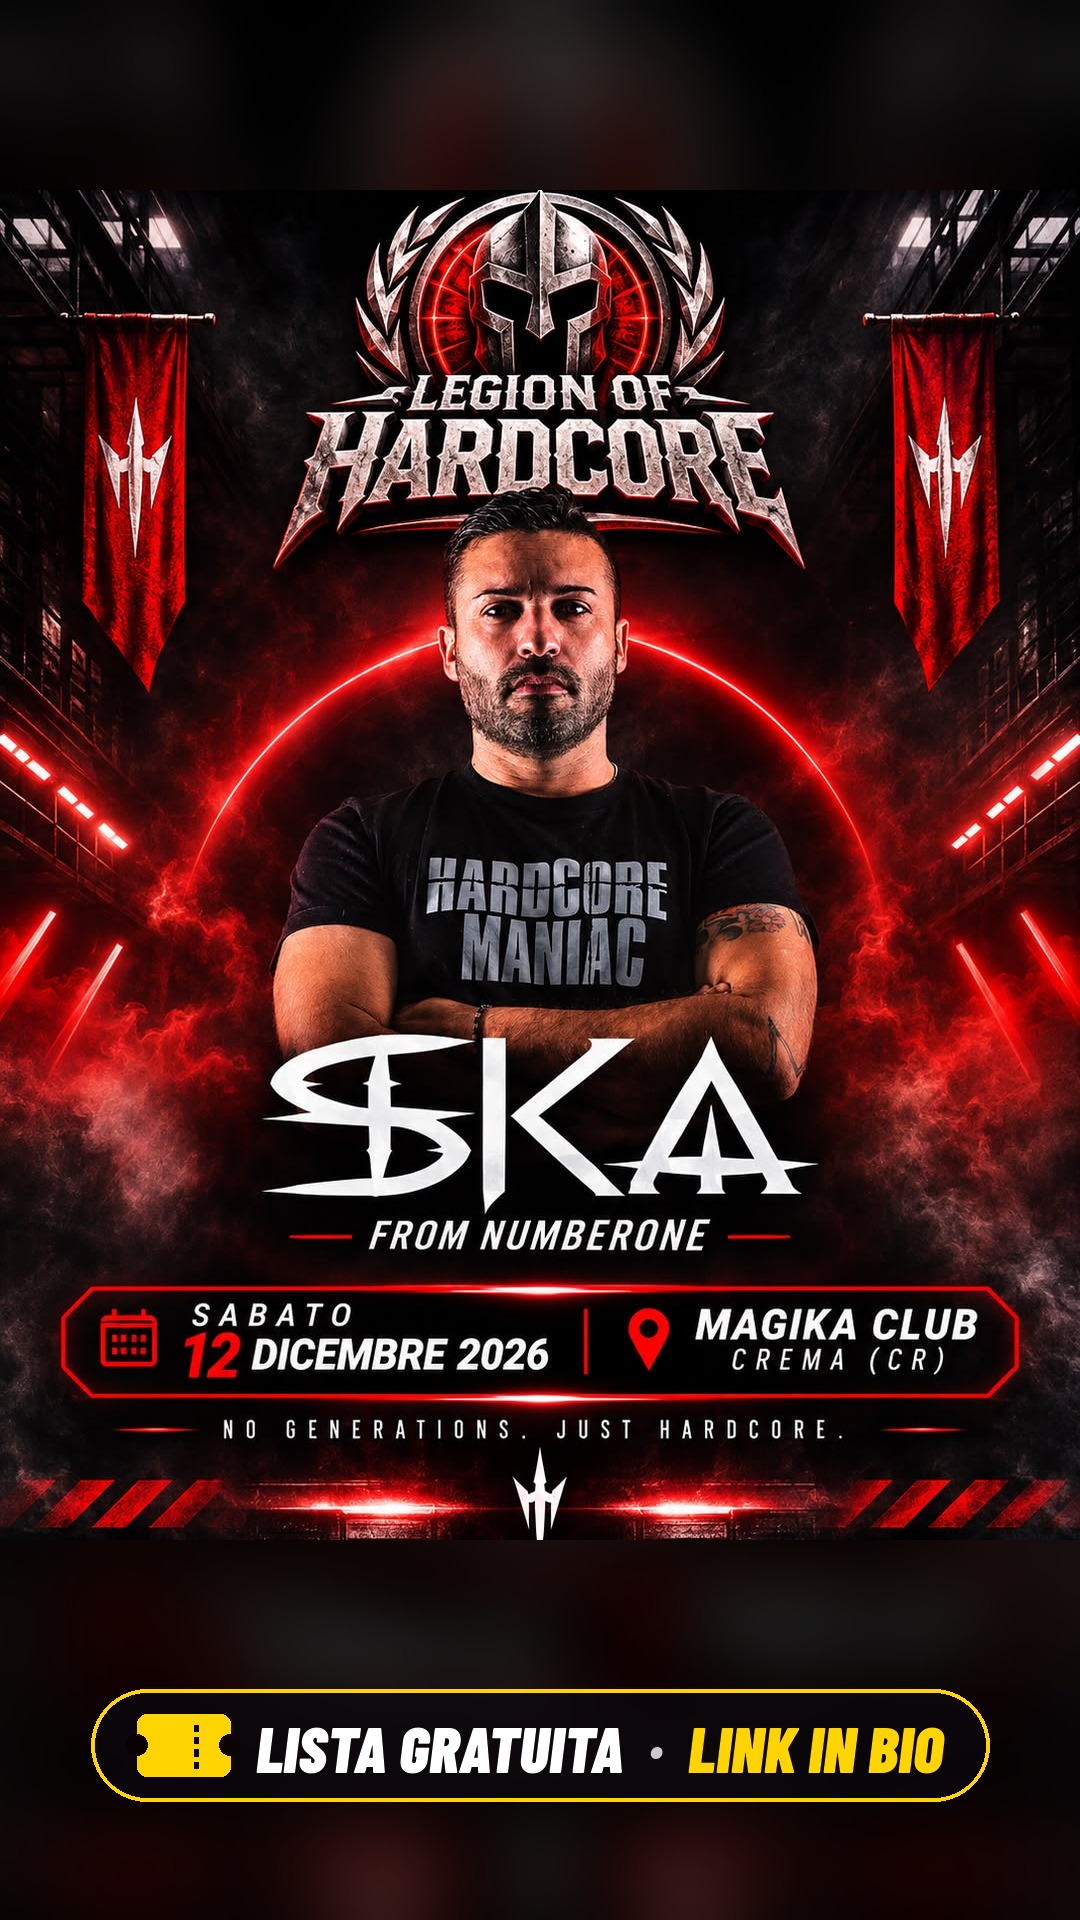 LEGION OF
HARDCORE
HARDCORE
MANIAC
SKA
FROM NUMBERONE
SABATO
12 DICEMBRE 2026
MAGIKA CLUB
CREMA (CR)
NO GENERATIONS. JUST HARDCORE.
LISTA GRATUITA • LINK IN BIO